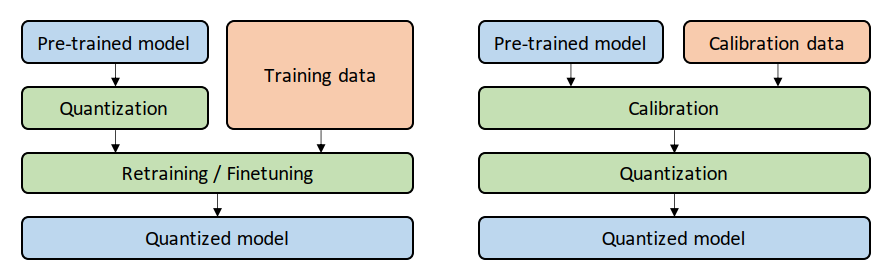 Pre-trained model
Training data
Quantization
Retraining / Finetuning
Quantized model
Pre-trained model
Calibration data
Calibration
Quantization
Quantized model